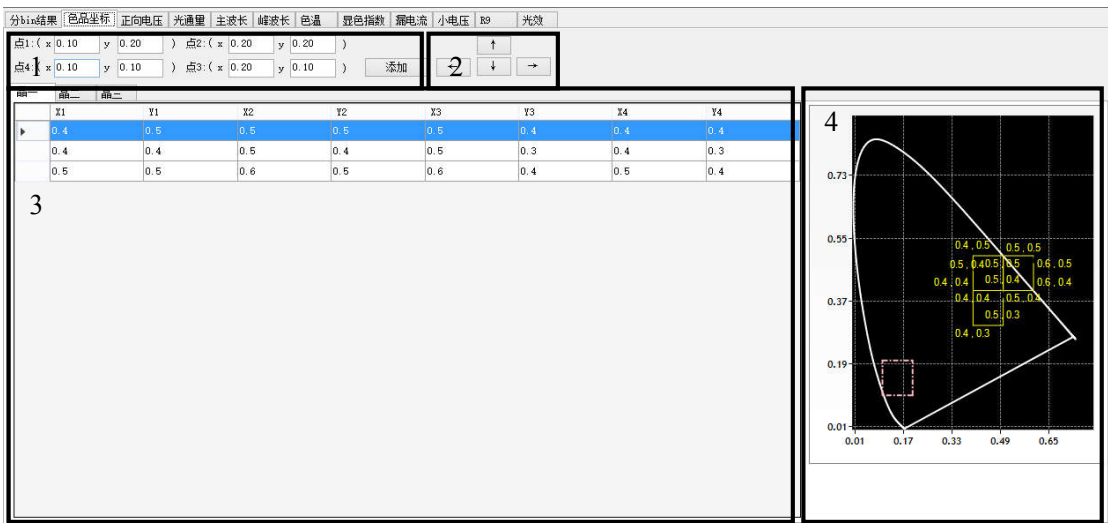 分bin结果 色品坐标 正向电压 光通量 主波长 峰波长 色温 显色指数 漏电流 小电压 R9 光效
点1:( x 0.10 y 0.20 ) 点2:( x 0.20 y 0.20 ) ↑
点4:( x 0.10 y 0.10 ) 点3:( x 0.20 y 0.10 ) 添加 ← ↓ →
1 2
晶一 晶二 晶三
X1 Y1 X2 Y2 X3 Y3 X4 Y4
0.4 0.5 0.5 0.5 0.5 0.4 0.4 0.4
0.4 0.4 0.5 0.4 0.5 0.3 0.4 0.3
0.5 0.5 0.6 0.5 0.6 0.4 0.5 0.4
3
4
0.73
0.55
0.37
0.19
0.01
0.4 , 0.5 0.5 , 0.5
0.5 , 0.4 0.5 , 0.5 0.6 , 0.5
0.4 , 0.4 0.5 , 0.4 0.6 , 0.4
0.4 , 0.4 0.5 , 0.4
0.5 , 0.3
0.4 , 0.3
0.01 0.17 0.33 0.49 0.65